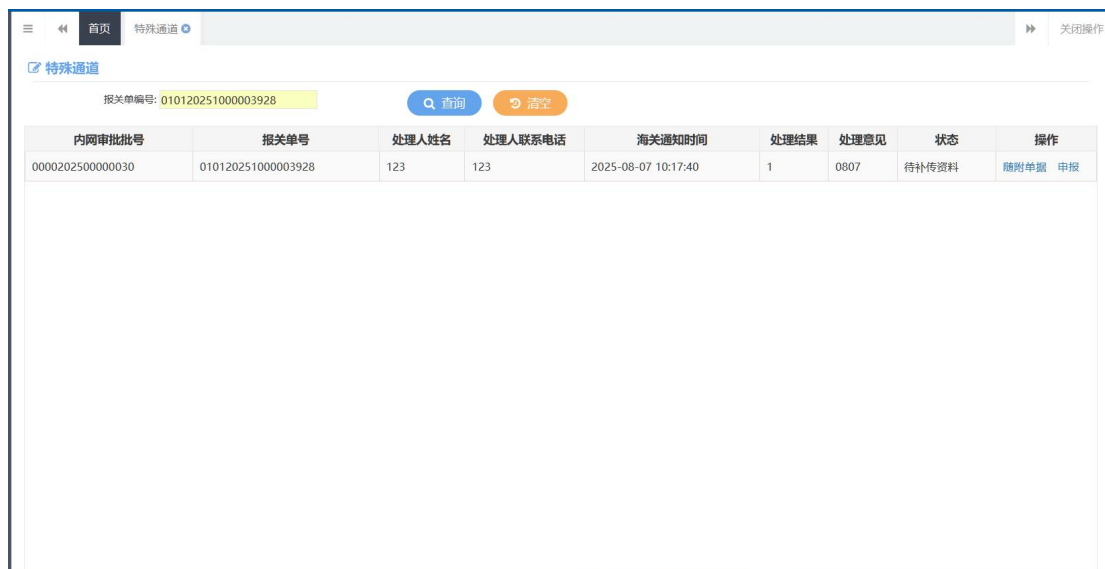 首页 特殊通道 关闭操作
特殊通道
报关单编号: 010120251000003928 查询 清空
内网审批批号 报关单号 处理人姓名 处理人联系电话 海关通知时间 处理结果 处理意见 状态 操作
0000202500000030 010120251000003928 123 123 2025-08-07 10:17:40 1 0807 待补传资料 随附单据 申报